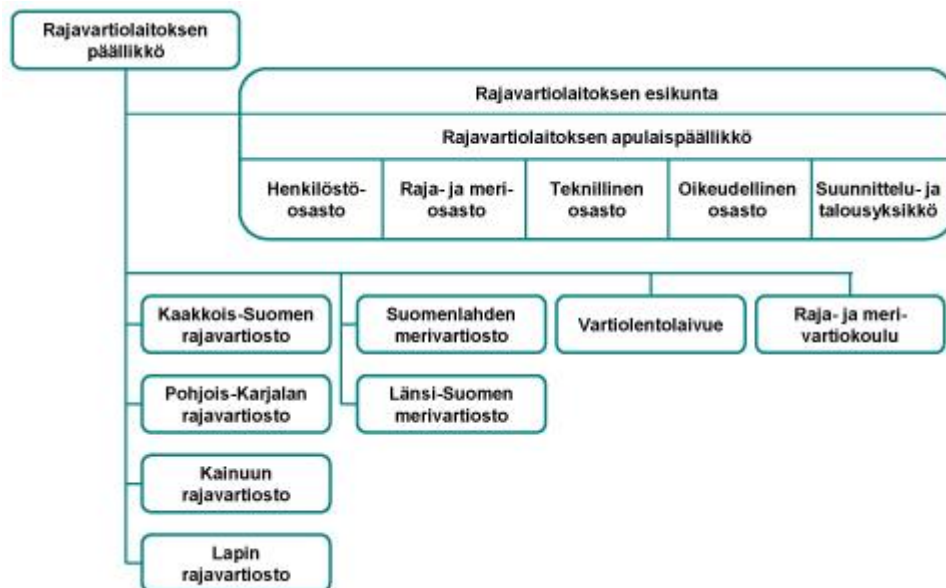 Rajavartiolaitoksen
päällikkö
Rajavartiolaitoksen esikunta
Rajavartiolaitoksen apulaispäällikkö
Henkilöstö-
osasto
Raja- ja meri-
osasto
Teknillinen
osasto
Oikeudellinen
osasto
Suunnittelu- ja
talousyksikkö
Kaakkois-Suomen
rajavartiosto
Suomenlahden
merivartiosto
Vartiolentolaivue
Raja- ja meri-
vartiokoulu
Pohjois-Karjalan
rajavartiosto
Länsi-Suomen
merivartiosto
Kainuun
rajavartiosto
Lapin
rajavartiosto